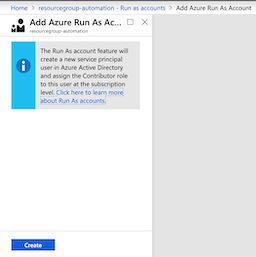 Home > resourcegroup-automation - Run as accounts > Add Azure Run As Account
Add Azure Run As Ac...
resourcegroup-automation
The Run As account feature will
create a new service principal
user in Azure Active Directory
and assign the Contributor role
to this user at the subscription
level. Click here to learn more
about Run As accounts.
Create